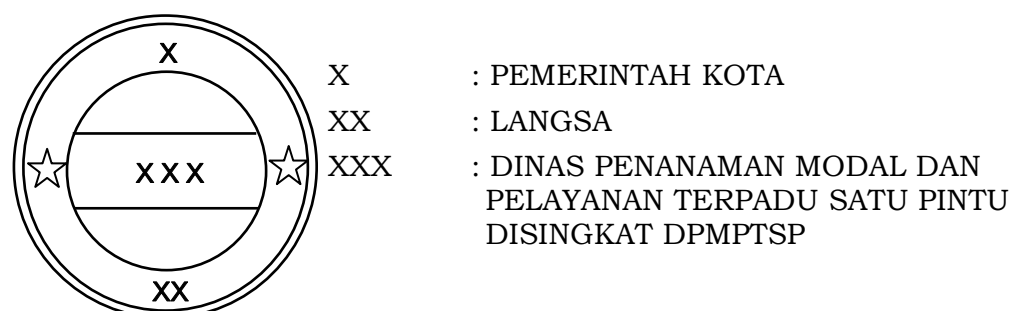 X
XXX
XX
X : PEMERINTAH KOTA
XX : LANGSA
XXX : DINAS PENANAMAN MODAL DAN
PELAYANAN TERPADU SATU PINTU
DISINGKAT DPMPTSP